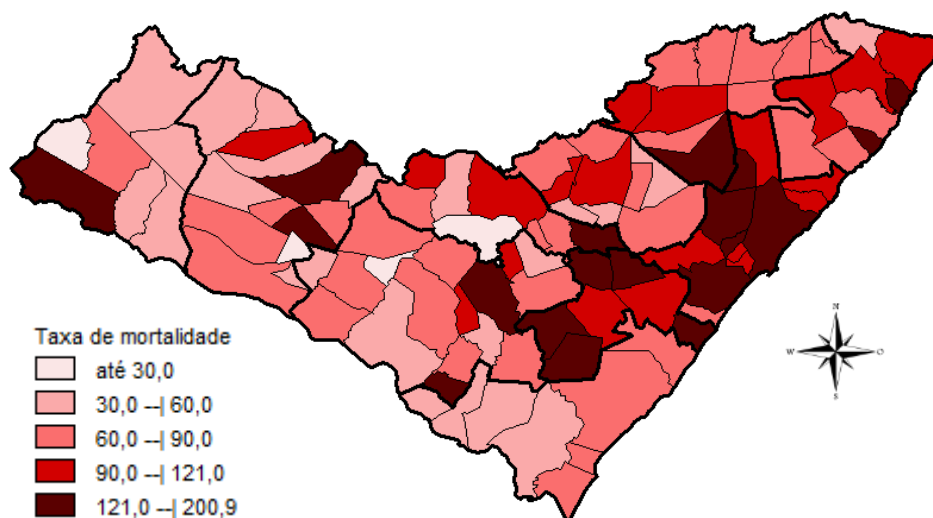 Taxa de mortalidade
até 30,0
30,0 --| 60,0
60,0 --| 90,0
90,0 --| 121,0
121,0 --| 200,9
N
W
O
S